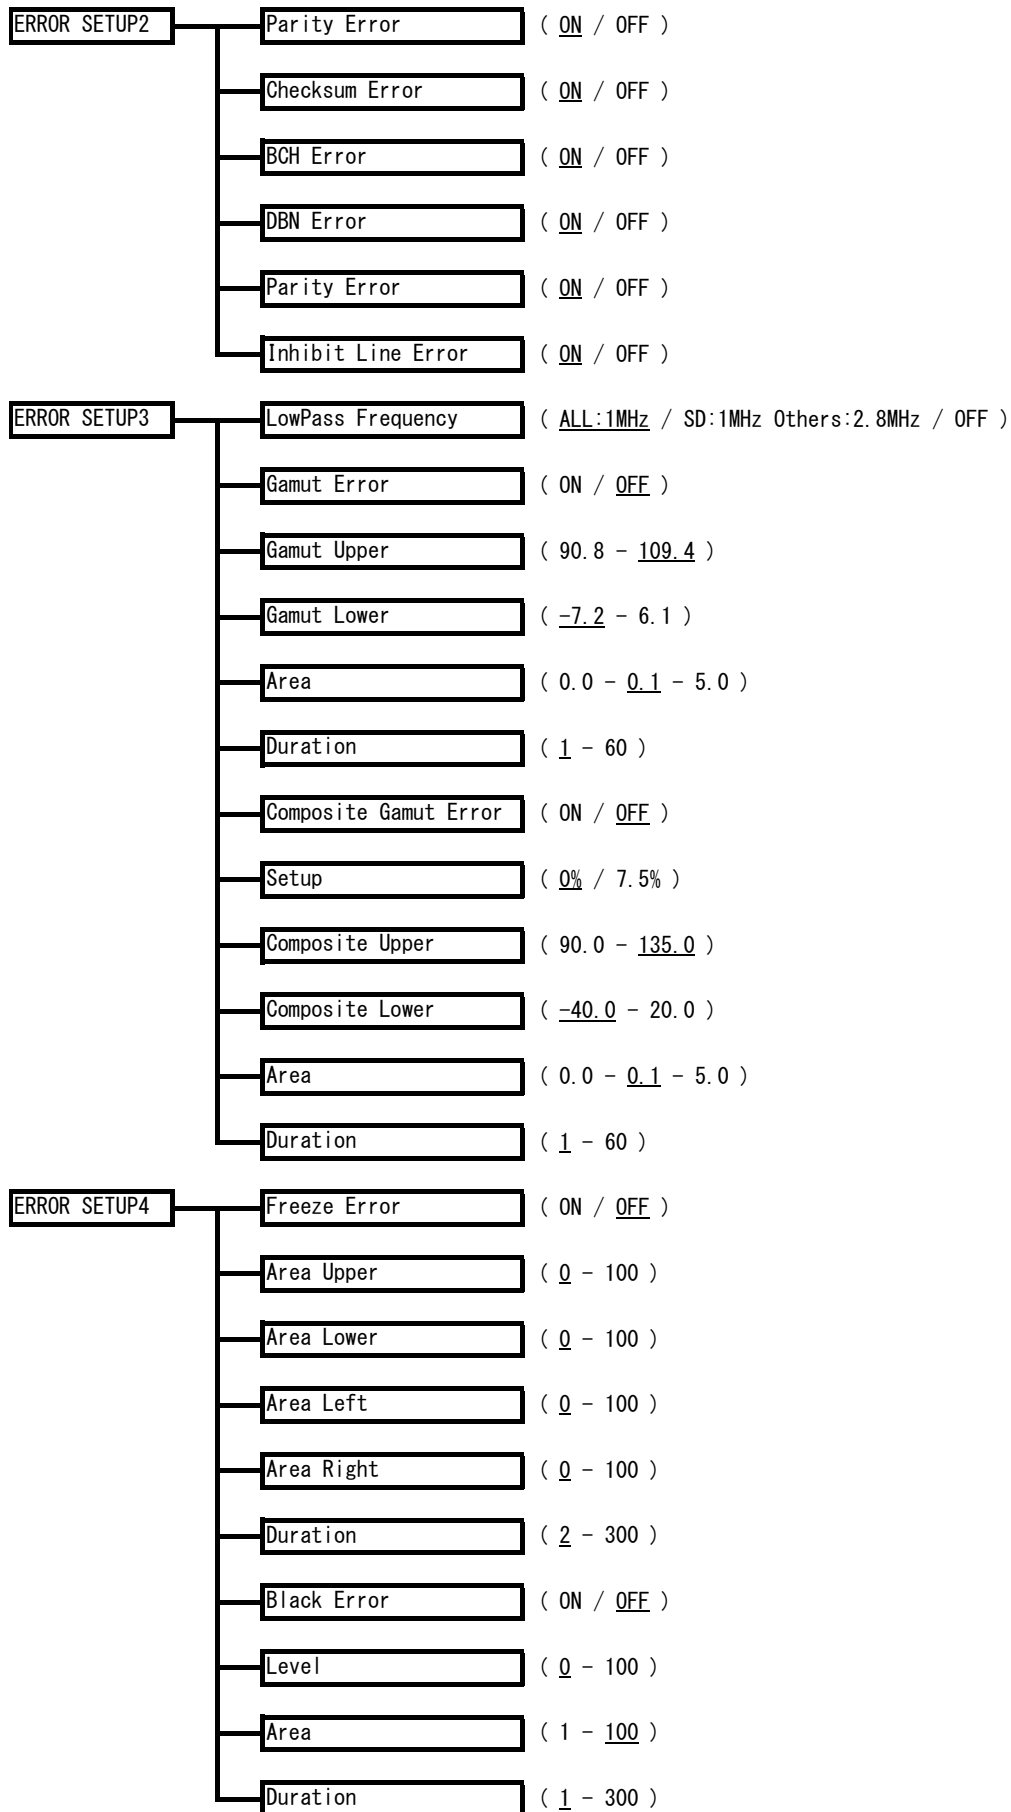 ERROR SETUP2 Parity Error ( ON / OFF )
Checksum Error ( ON / OFF )
BCH Error ( ON / OFF )
DBN Error ( ON / OFF )
Parity Error ( ON / OFF )
Inhibit Line Error ( ON / OFF )
ERROR SETUP3 LowPass Frequency ( ALL:1MHz / SD:1MHz Others:2.8MHz / OFF )
Gamut Error ( ON / OFF )
Gamut Upper ( 90.8 - 109.4 )
Gamut Lower ( -7.2 - 6.1 )
Area ( 0.0 - 0.1 - 5.0 )
Duration ( 1 - 60 )
Composite Gamut Error ( ON / OFF )
Setup ( 0% / 7.5% )
Composite Upper ( 90.0 - 135.0 )
Composite Lower ( -40.0 - 20.0 )
Area ( 0.0 - 0.1 - 5.0 )
Duration ( 1 - 60 )
ERROR SETUP4 Freeze Error ( ON / OFF )
Area Upper ( 0 - 100 )
Area Lower ( 0 - 100 )
Area Left ( 0 - 100 )
Area Right ( 0 - 100 )
Duration ( 2 - 300 )
Black Error ( ON / OFF )
Level ( 0 - 100 )
Area ( 1 - 100 )
Duration ( 1 - 300 )